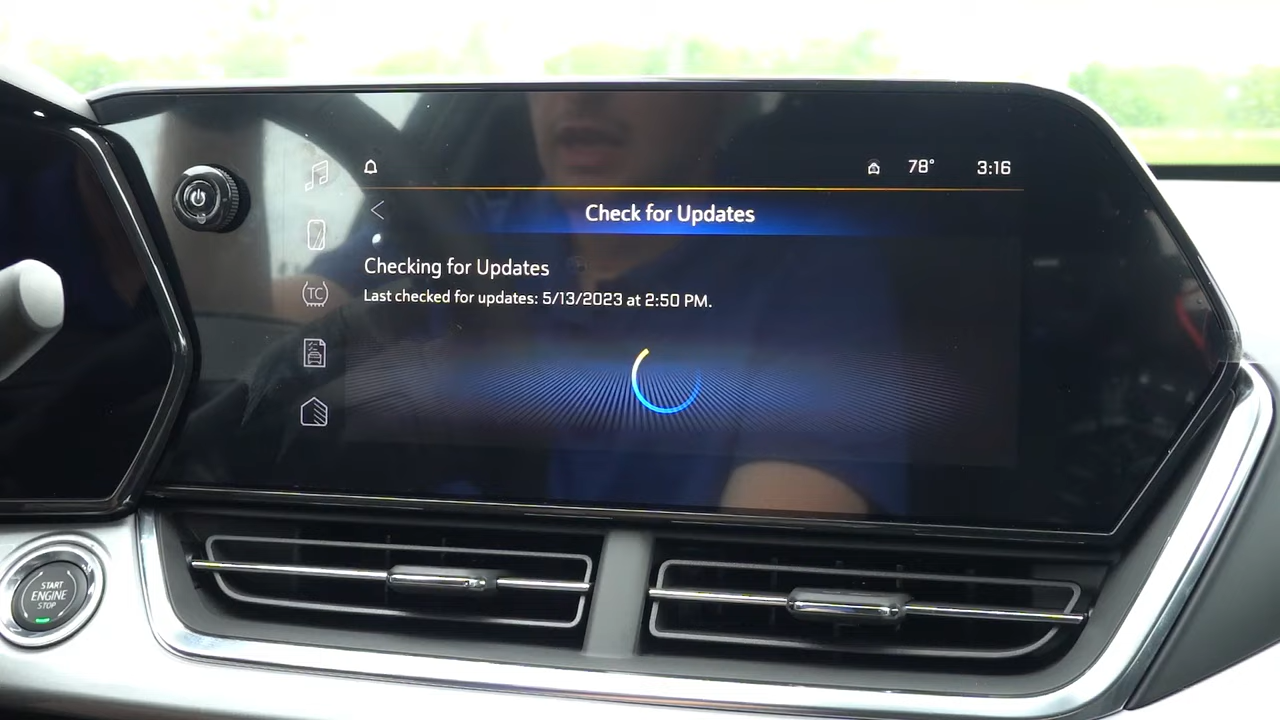 78° 3:16
Check for Updates
Checking for Updates
Last checked for updates: 5/13/2023 at 2:50 PM.
TC
START
ENGINE
STOP